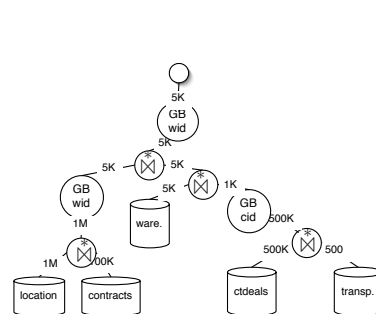 5K
GB
wid
5K
*
5K
5K
*
5K
1K
GB
wid
GB
cid
1M
ware.
500K
*
*
1M
00K
500K
500
location
contracts
ctdeals
transp.